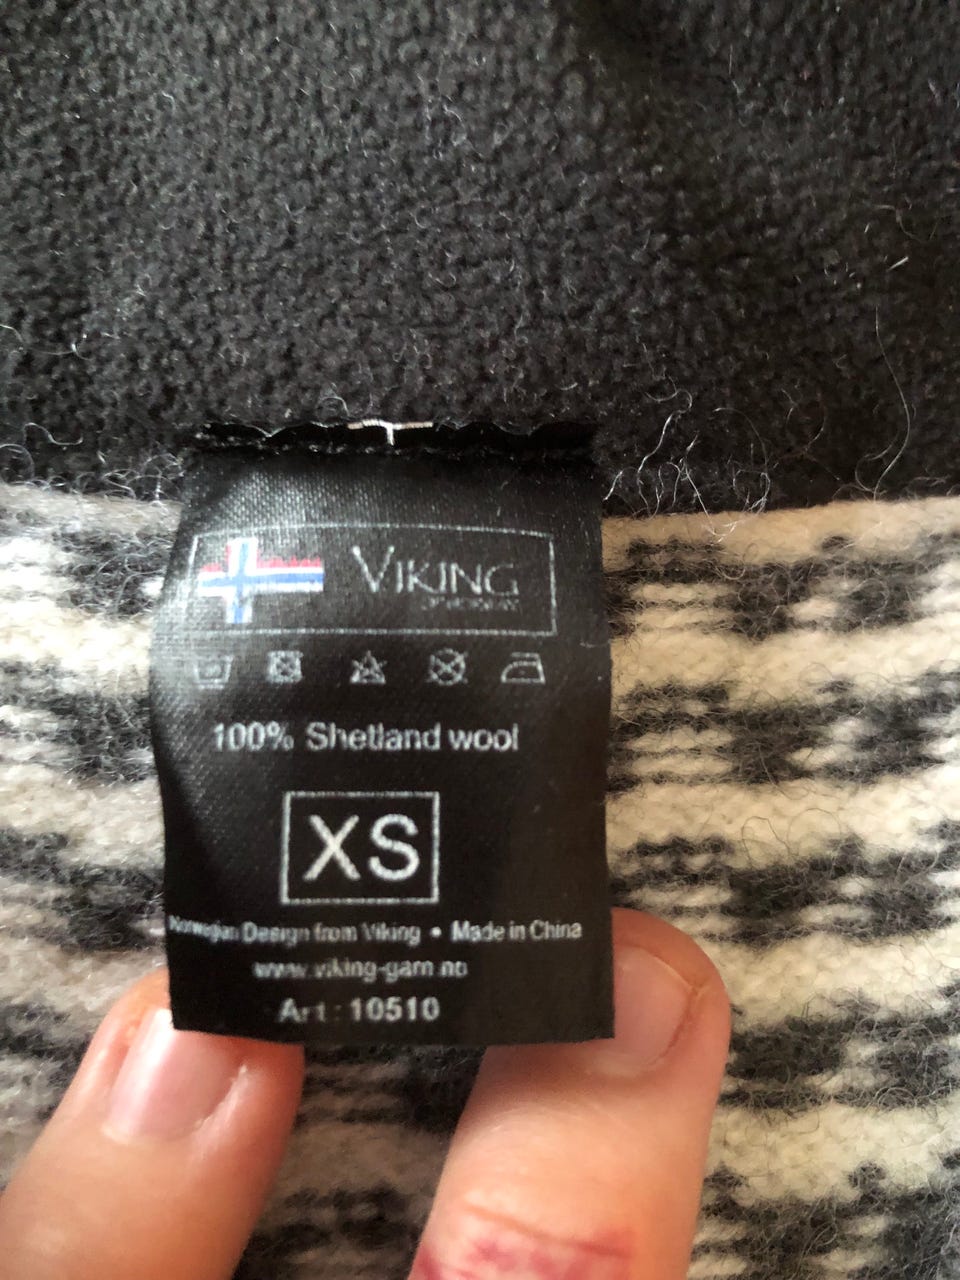 VIKING
100% Shetland wool
XS
Norwegian Design from Viking • Made in China
www.viking-garn.no
Art : 10510